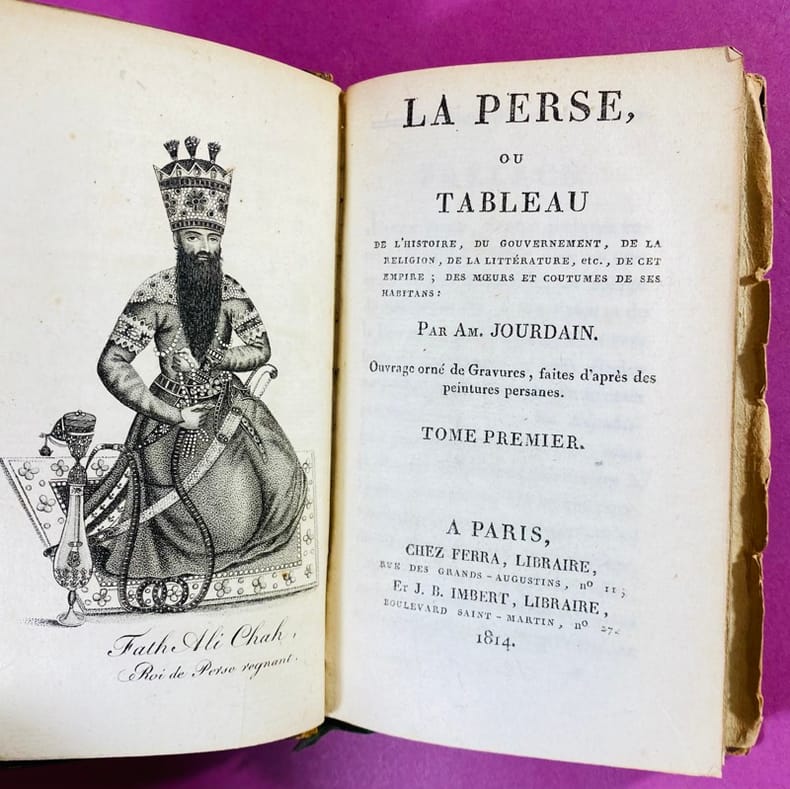 Fath Ali Chah,
Roi de Perse regnant.
LA PERSE,
OU
TABLEAU
DE L'HISTOIRE, DU GOUVERNEMENT, DE LA
RELIGION, DE LA LITTÉRATURE, etc., DE CET
EMPIRE; DES MŒURS ET COUTUMES DE SES
HABITANS:
PAR AM. JOURDAIN.
Ouvrage orné de Gravures, faites d'après des
peintures persanes.
TOME PREMIER.
A PARIS,
CHEZ FERRA, LIBRAIRE,
RUE DES GRANDS-AUGUSTINS, nº 11;
ET J. B. IMBERT, LIBRAIRE,
BOULEVARD SAINT-MARTIN, nº
1814.